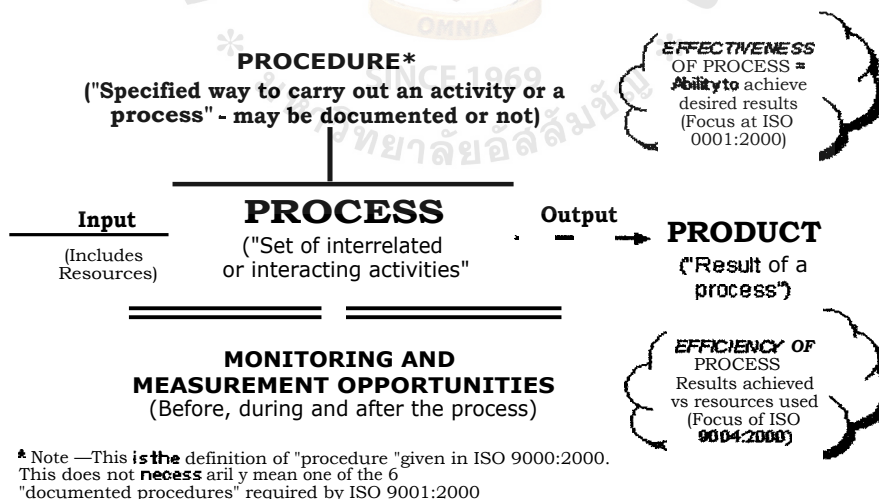 OMNIA
PROCEDURE*
SINCE 1969
("Specified way to carry out an activity or a
process" - may be documented or not)
EFFECTIVENESS
OF PROCESS =
Ability to achieve
desired results
(Focus at ISO
0001:2000)
Input
(Includes
Resources)
PROCESS
("Set of interrelated
or interacting activities"
Output
PRODUCT
("Result of a
process")
MONITORING AND
MEASUREMENT OPPORTUNITIES
(Before, during and after the process)
EFFICIENCY OF
PROCESS
Results achieved
vs resources used
(Focus of ISO
9004:2000)
* Note —This is the definition of "procedure "given in ISO 9000:2000.
This does not necess aril y mean one of the 6
"documented procedures" required by ISO 9001:2000